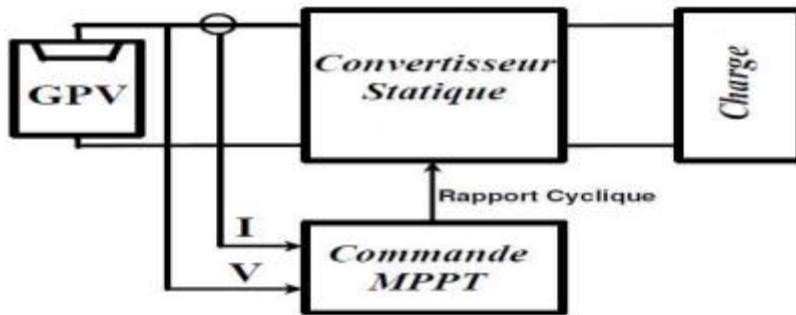 GPV
Convertisseur
Statique
Charge
Rapport Cyclique
I
V
Commande
MPPT